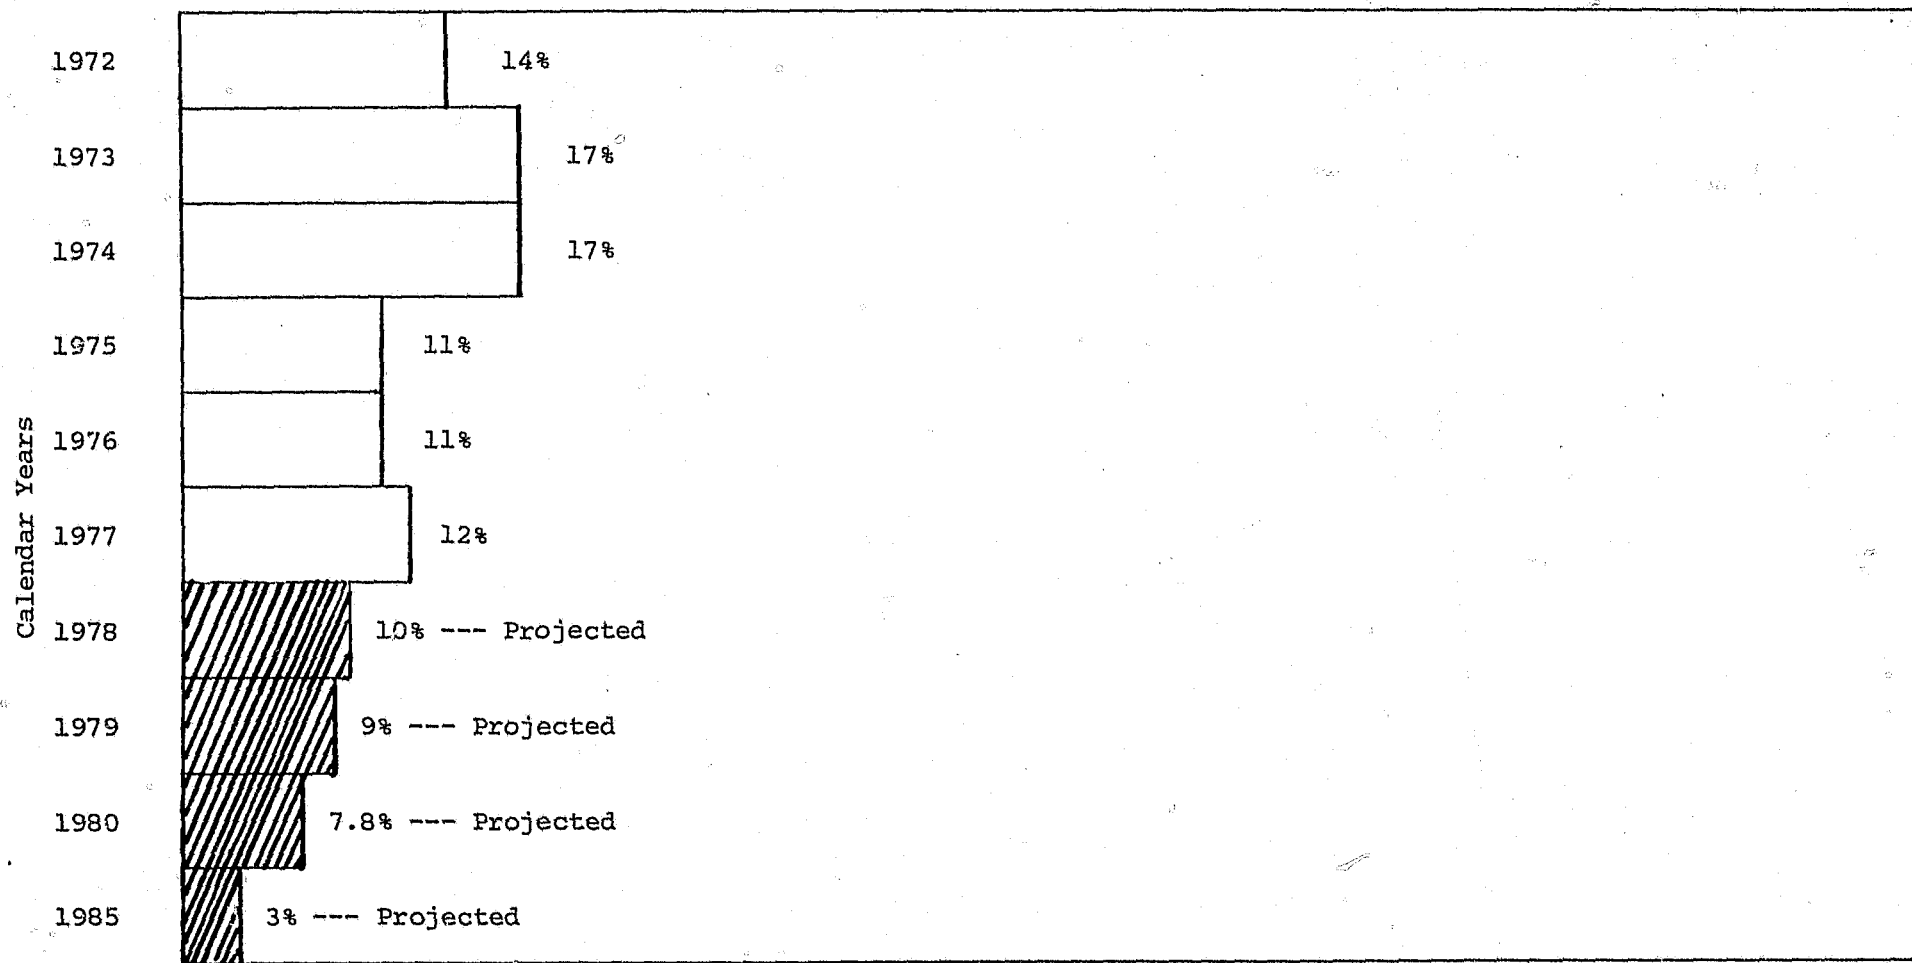 1972 14%
1973 17%
1974 17%
1975 11%
1976 11%
1977 12%
Calendar Years
1978 10% --- Projected
1979 9% --- Projected
1980 7.8% --- Projected
1985 3% --- Projected